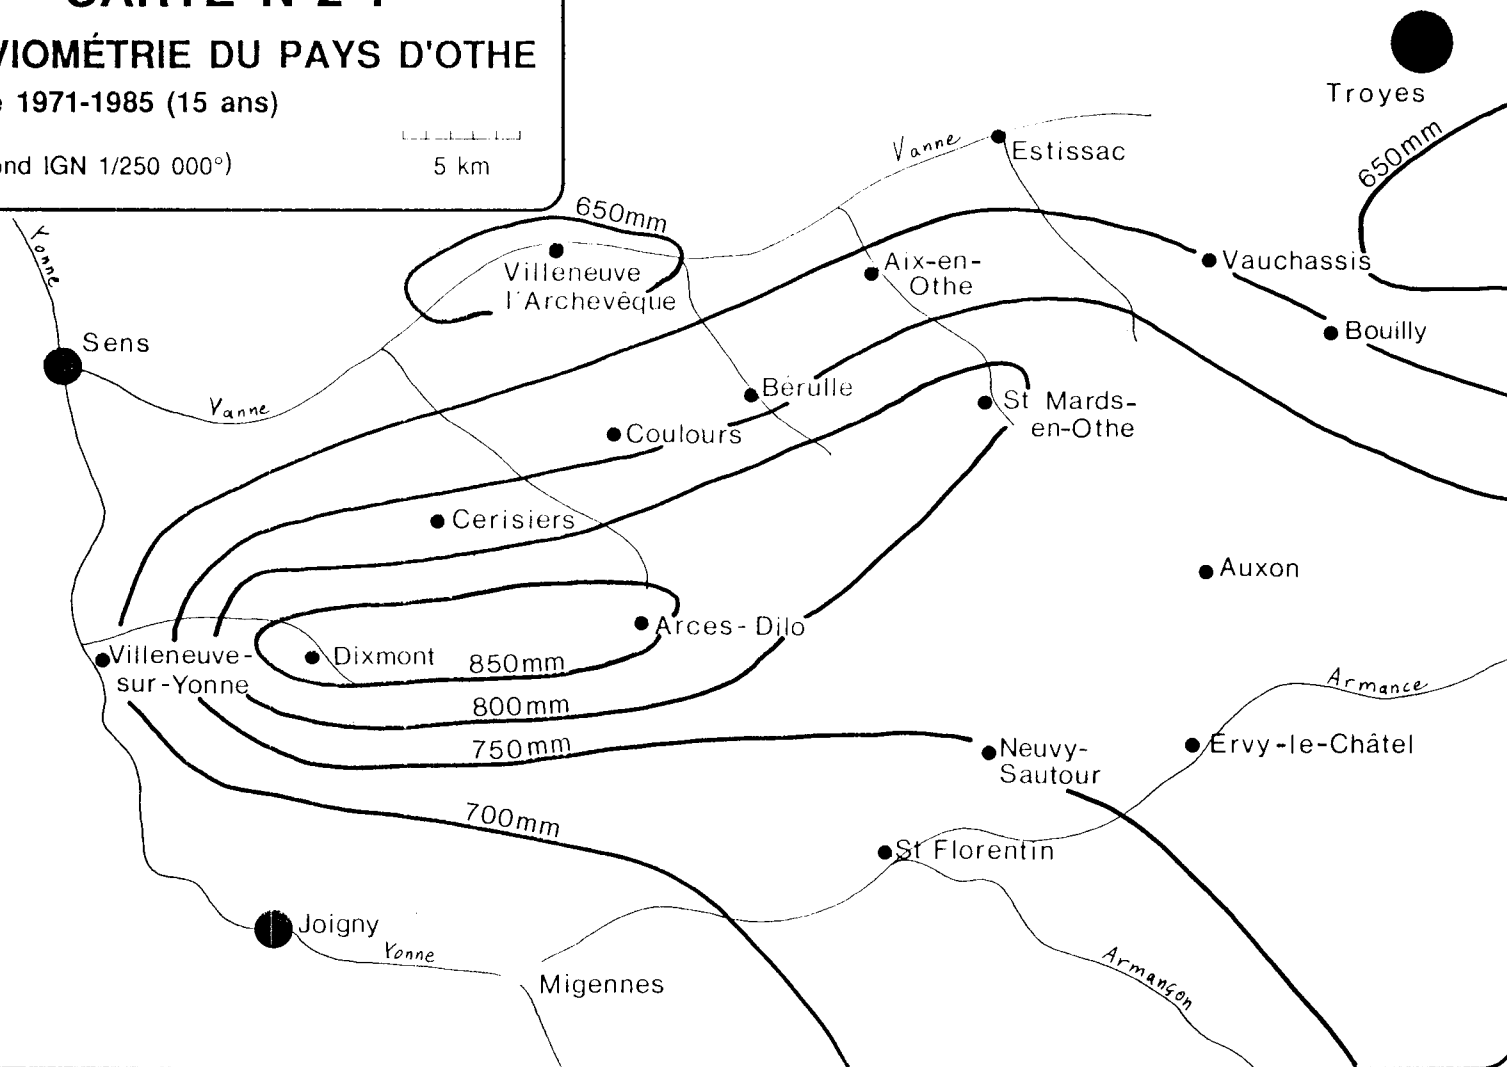 VIOMÉTRIE DU PAYS D'OTHE
1971-1985 (15 ans)
IGN 1/250 000°)
5 km
Troyes
650mm
Vanne
Estissac
650mm
Yonne
Villeneuve
l'Archevêque
Aix-en-
Othe
Vauchassis
Bouilly
Sens
Vanne
Bérulle
St Mards-
en-Othe
Coulours
Cerisiers
Auxon
Arces-Dilo
Villeneuve-
sur-Yonne
Dixmont
850mm
800mm
750mm
700mm
Armance
Neuvy-
Sautour
Ervy-le-Châtel
St Florentin
Joigny
Yonne
Migennes
Armançon